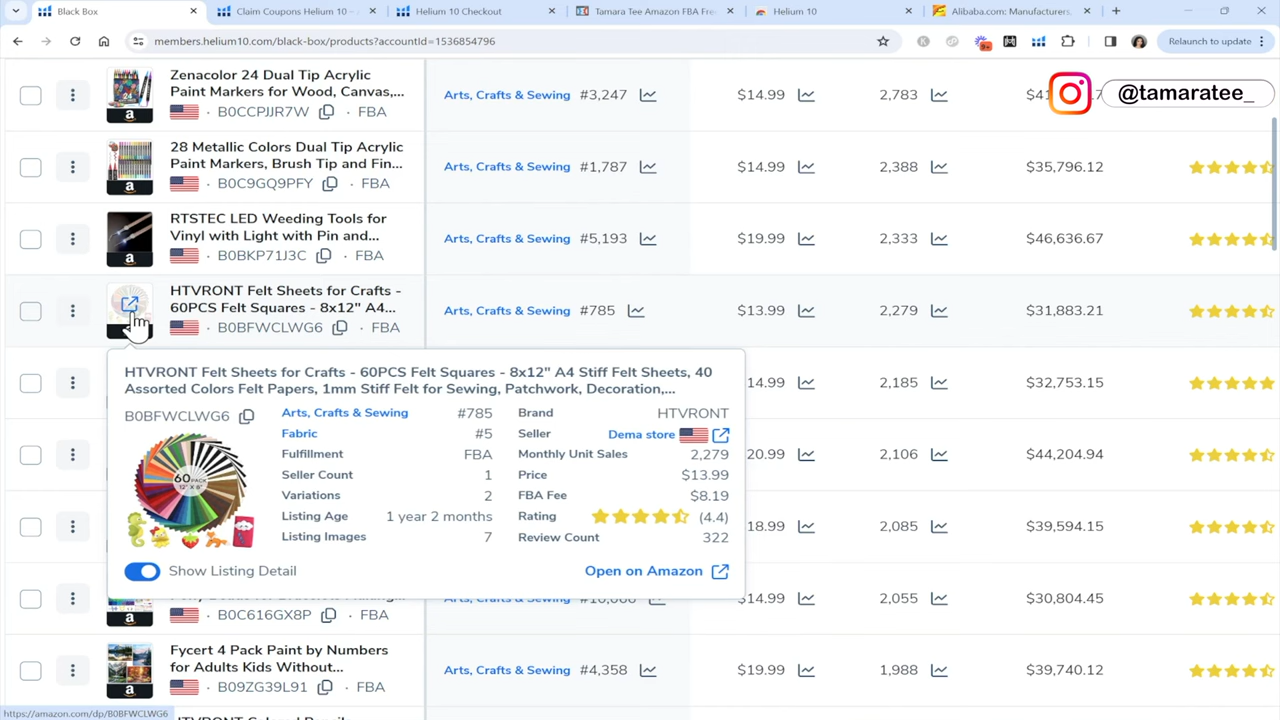 Black Box
Claim Coupons Helium 10 –
Helium 10 Checkout
Tamara Tee Amazon FBA Fre
Helium 10
Alibaba.com: Manufacturers,
members.helium10.com/black-box/products?accountId=1536854796
9+
Relaunch to update
@tamaratee_
Zenacolor 24 Dual Tip Acrylic
Paint Markers for Wood, Canva,...
B0CCPJJR7W · FBA
Arts, Crafts & Sewing #3,247
$14.99
2,783
28 Metallic Colors Dual Tip Acrylic
Paint Markers, Brush Tip and Fin...
B0C9GQ9PFY · FBA
Arts, Crafts & Sewing #1,787
$14.99
2,388
$35,796.12
RTSTEC LED Weeding Tools for
Vinyl with Light with Pin and...
B0BKP71J3C · FBA
Arts, Crafts & Sewing #5,193
$19.99
2,333
$46,636.67
HTVRONT Felt Sheets for Crafts -
60PCS Felt Squares - 8x12" A4...
B0BFWCLWG6 · FBA
Arts, Crafts & Sewing #785
$13.99
2,279
$31,883.21
HTVRONT Felt Sheets for Crafts - 60PCS Felt Squares - 8x12" A4 Stiff Felt Sheets, 40
Assorted Colors Felt Papers, 1mm Stiff Felt for Sewing, Patchwork, Decoration,...
B0BFWCLWG6
60 PACK
12" X 8"
Arts, Crafts & Sewing #785
Fabric #5
Fulfillment FBA
Seller Count 1
Variations 2
Listing Age 1 year 2 months
Listing Images 7
Brand HTVRONT
Seller Dema store
Monthly Unit Sales 2,279
Price $13.99
FBA Fee $8.19
Rating (4.4)
Review Count 322
Show Listing Detail
Open on Amazon
14.99
2,185
$32,753.15
20.99
2,106
$44,204.94
18.99
2,085
$39,594.15
B0C616GX8P · FBA
$14.99
2,055
$30,804.45
Fycert 4 Pack Paint by Numbers
for Adults Kids Without...
B09ZG39L91 · FBA
Arts, Crafts & Sewing #4,358
$19.99
1,988
$39,740.12
https://amazon.com/dp/B0BFWCLWG6